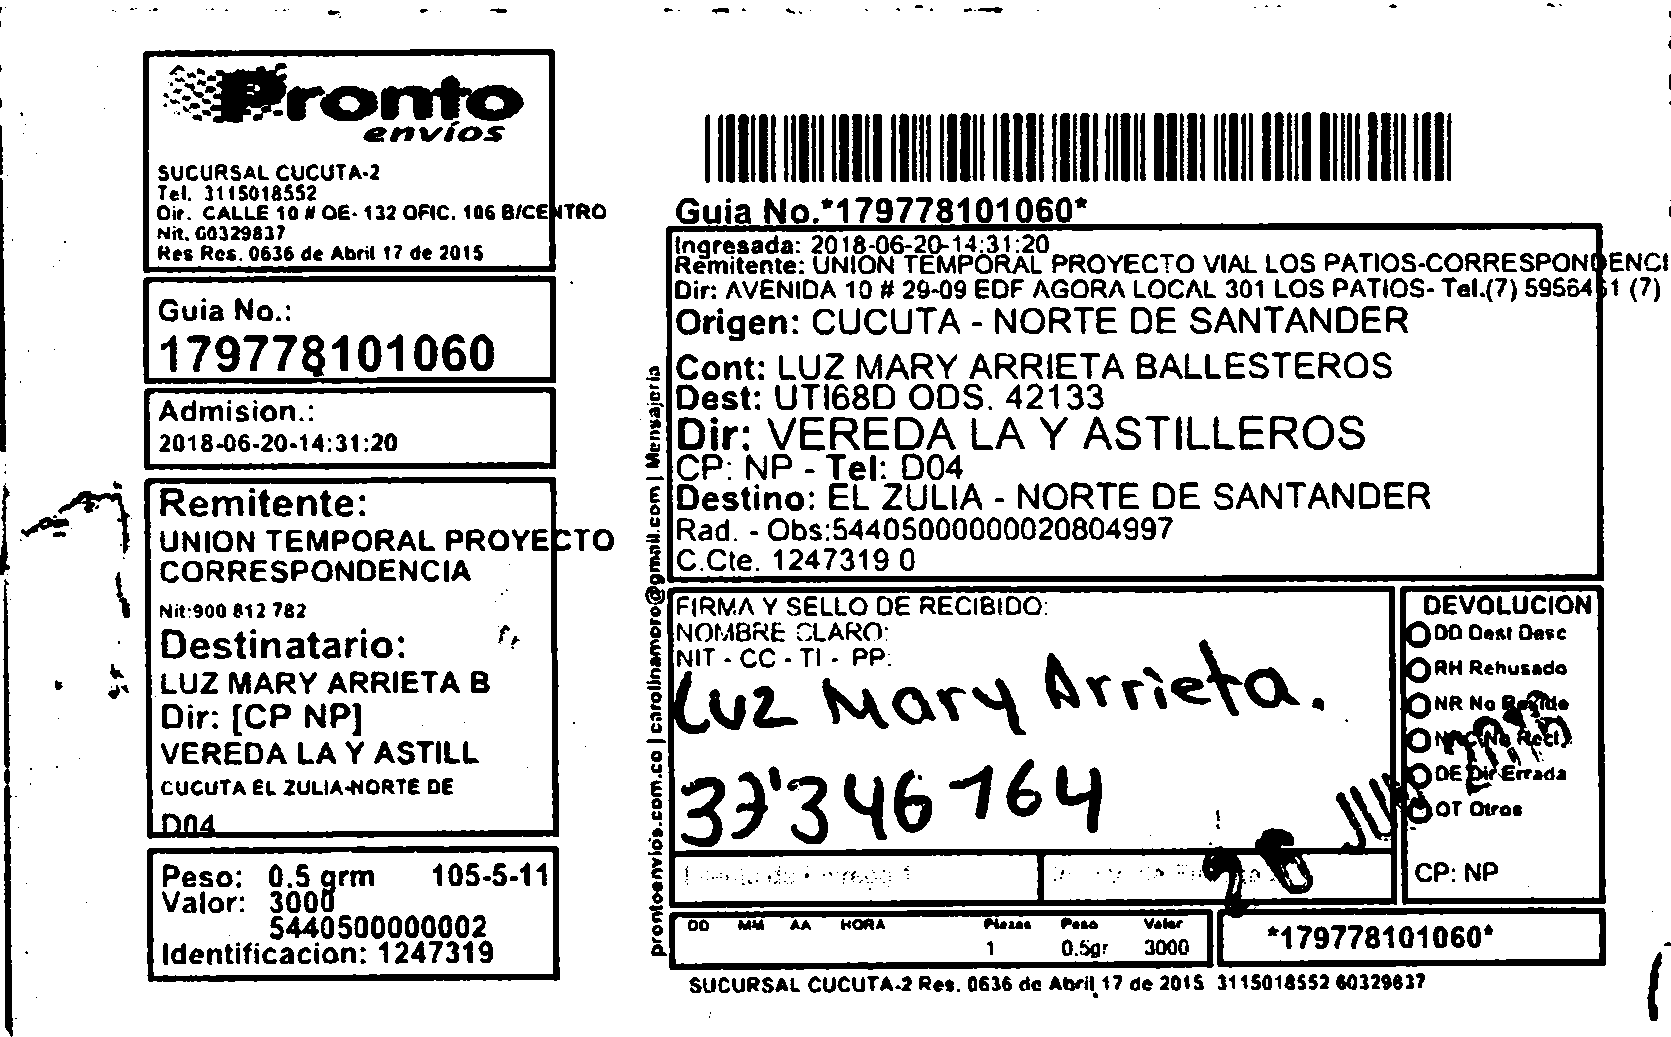 Pronto
envíos
SUCURSAL CUCUTA-2
Tel. 3115018552
Dir. CALLE 10 # OE- 132 OFIC. 106 B/CENTRO
Nit. 60329837
Res Res. 0636 de Abril 17 de 2015
Guia No.:
179778101060
Admision.:
2018-06-20-14:31:20
Remitente:
UNION TEMPORAL PROYECTO
CORRESPONDENCIA
Nit:900 812 782
Destinatario:
LUZ MARY ARRIETA B
Dir: [CP NP]
VEREDA LA Y ASTILL
CUCUTA EL ZULIA-NORTE DE
D04
Peso: 0.5 grm 105-5-11
Valor: 3000
5440500000002
Identificacion: 1247319
prontoenvios.com.co | carolinamoro@gmail.com | Mensajeria
Guia No.*179778101060*
Ingresada: 2018-06-20-14:31:20
Remitente: UNION TEMPORAL PROYECTO VIAL LOS PATIOS-CORRESPONDENCI
Dir: AVENIDA 10 # 29-09 EDF AGORA LOCAL 301 LOS PATIOS- Tel.(7) 5956461 (7)
Origen: CUCUTA - NORTE DE SANTANDER
Cont: LUZ MARY ARRIETA BALLESTEROS
Dest: UTI68D ODS. 42133
Dir: VEREDA LA Y ASTILLEROS
CP: NP - Tel: D04
Destino: EL ZULIA - NORTE DE SANTANDER
Rad. - Obs:54405000000020804997
C.Cte. 1247319 0
FIRMA Y SELLO DE RECIBIDO:
NOMBRE CLARO:
NIT - CC - TI - PP:
Luz Mary Arrieta.
37'346764
DEVOLUCION
DD Dest Desc
RH Rehusado
NR No Reside
No Recl
DE Dir Errada
OT Otros
CP: NP
28 JUN
DD MM AA HORA Piezas Peso Valor
1 0.5gr 3000
*179778101060*
SUCURSAL CUCUTA-2 Res. 0636 de Abril 17 de 2015 3115018552 60329837